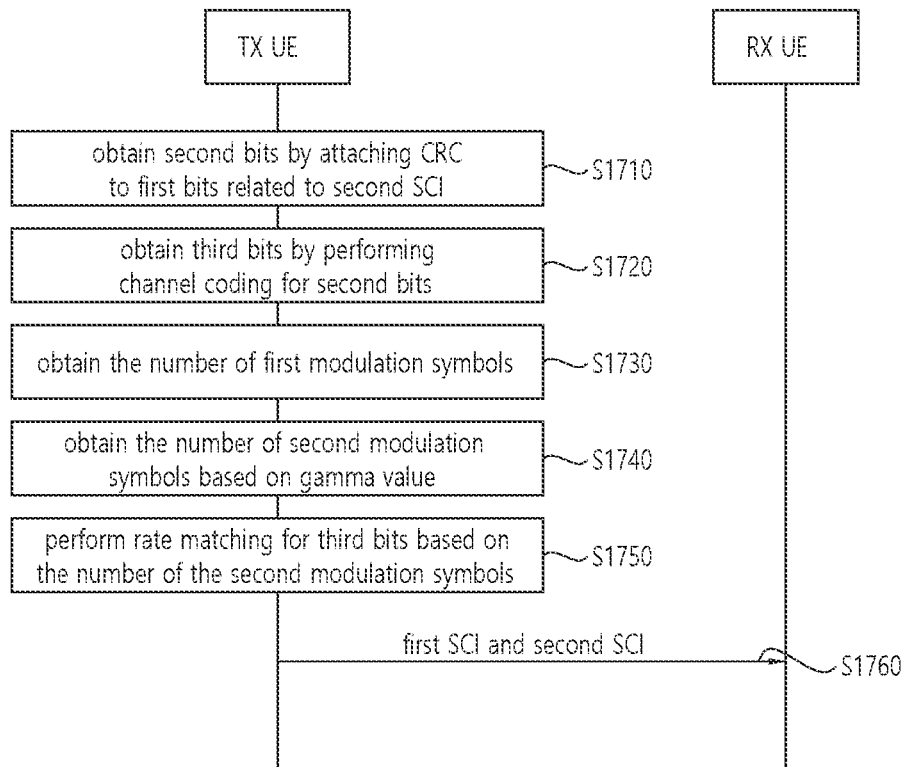 TX UE
RX UE
obtain second bits by attaching CRC
to first bits related to second SCI
S1710
obtain third bits by performing
channel coding for second bits
S1720
obtain the number of first modulation symbols
S1730
obtain the number of second modulation
symbols based on gamma value
S1740
perform rate matching for third bits based on
the number of the second modulation symbols
S1750
first SCI and second SCI
S1760